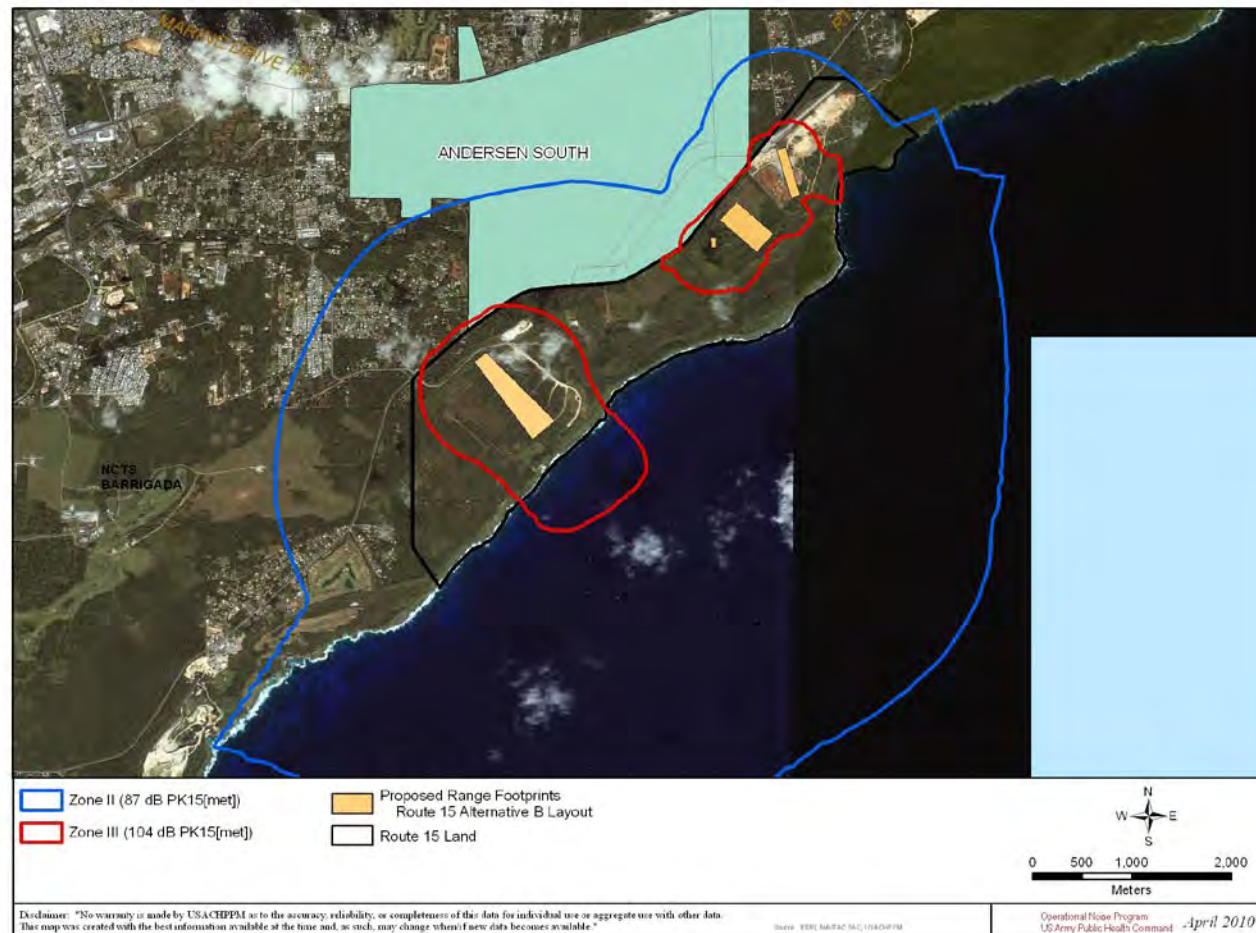 MARINE DRIVE
ANDERSEN SOUTH
NCTS
BARRIGADA
Zone II (87 dB PK15[met])
Zone III (104 dB PK15[met])
Proposed Range Footprints
Route 15 Alternative B Layout
Route 15 Land
N
W E
S
0 500 1,000 2,000
Meters
Disclaimer: "No warranty is made by USACHPPM as to the accuracy, reliability, or completeness of this data for individual use or aggregate use with other data.
This map was created with the best information available at the time and, as such, may change when/if new data becomes available."
Operational Noise Program
US Army Public Health Command
April 2010